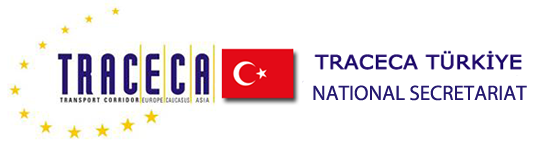 TRACECA
TRANSPORT CORRIDOR EUROPE CAUCASUS ASIA
TRACECA TÜRKİYE
NATIONAL SECRETARIAT